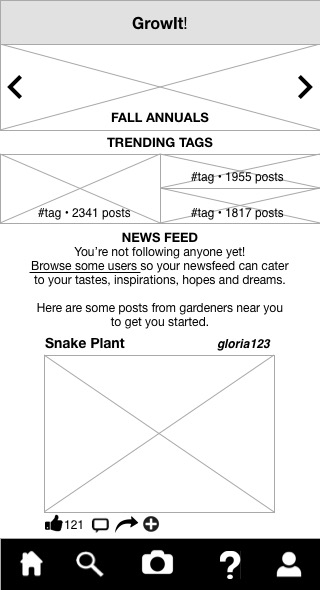 GrowIt!
FALL ANNUALS
TRENDING TAGS
#tag • 1955 posts
#tag • 2341 posts
#tag • 1817 posts
NEWS FEED
You're not following anyone yet!
Browse some users so your newsfeed can cater
to your tastes, inspirations, hopes and dreams.
Here are some posts from gardeners near you
to get you started.
Snake Plant
gloria123
121
?